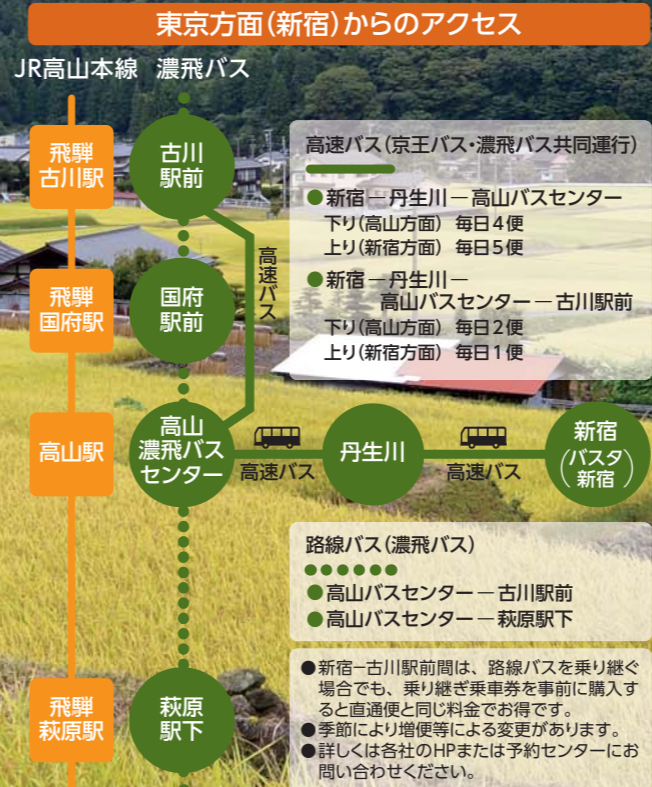 東京方面(新宿)からのアクセス
JR高山本線 濃飛バス
飛騨
古川駅
古川
駅前
高速バス
飛騨
国府駅
国府
駅前
高山駅
高山
濃飛バス
センター
高速バス
丹生川
高速バス
新宿
(バスタ
新宿)
飛騨
萩原駅
萩原
駅下
高速バス(京王バス・濃飛バス共同運行)
●新宿―丹生川―高山バスセンター
下り(高山方面) 毎日4便
上り(新宿方面) 毎日5便
●新宿―丹生川―
高山バスセンター―古川駅前
下り(高山方面) 毎日2便
上り(新宿方面) 毎日1便
路線バス(濃飛バス)
●高山バスセンター―古川駅前
●高山バスセンター―萩原駅下
●新宿−古川駅前間は、路線バスを乗り継ぐ
場合でも、乗り継ぎ乗車券を事前に購入す
ると直通便と同じ料金でお得です。
●季節により増便等による変更があります。
●詳しくは各社のHPまたは予約センターにお
問い合わせください。